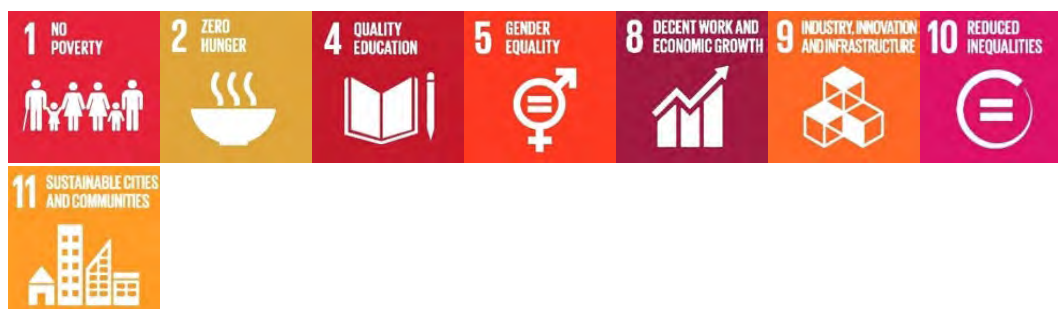 1 NO
POVERTY
2 ZERO
HUNGER
4 QUALITY
EDUCATION
5 GENDER
EQUALITY
8 DECENT WORK AND
ECONOMIC GROWTH
9 INDUSTRY, INNOVATION
AND INFRASTRUCTURE
10 REDUCED
INEQUALITIES
11 SUSTAINABLE CITIES
AND COMMUNITIES